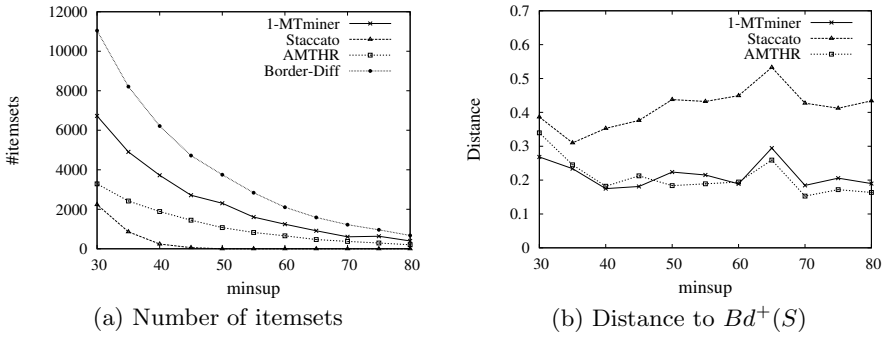 12000
10000
8000
6000
4000
2000
0
#itemsets
30 40 50 60 70 80
minsup
1-MTminer
Staccato
AMTHR
Border-Diff
(a) Number of itemsets
0.7
0.6
0.5
0.4
0.3
0.2
0.1
0
Distance
30 40 50 60 70 80
minsup
1-MTminer
Staccato
AMTHR
(b) Distance to Bd⁺(S)